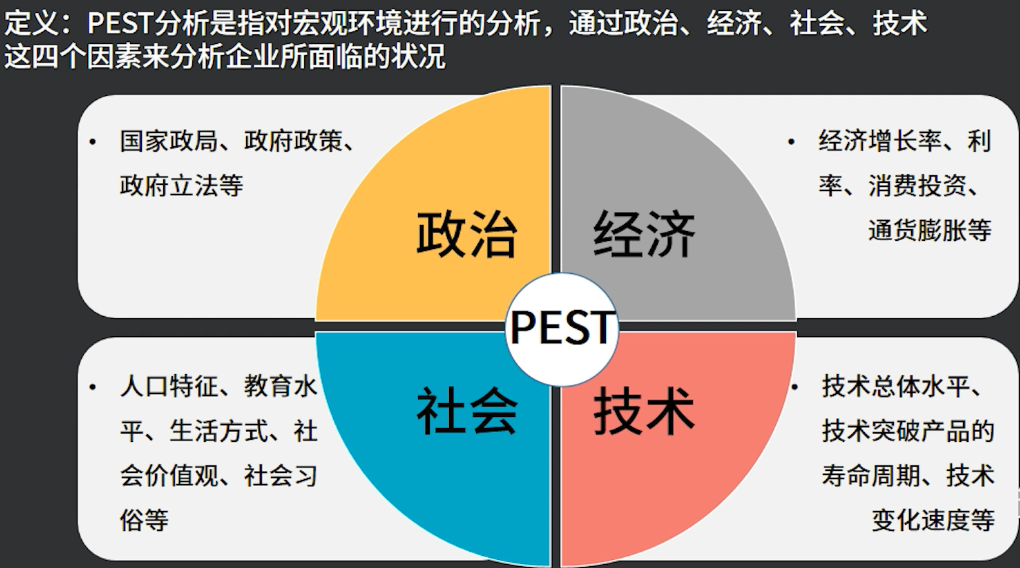 定义：PEST分析是指对宏观环境进行的分析，通过政治、经济、社会、技术
这四个因素来分析企业所面临的状况
• 国家政局、政府政策、
政府立法等
政治
经济
• 经济增长率、利
率、消费投资、
通货膨胀等
PEST
• 人口特征、教育水
平、生活方式、社
会价值观、社会习
俗等
社会
技术
• 技术总体水平、
技术突破产品的
寿命周期、技术
变化速度等